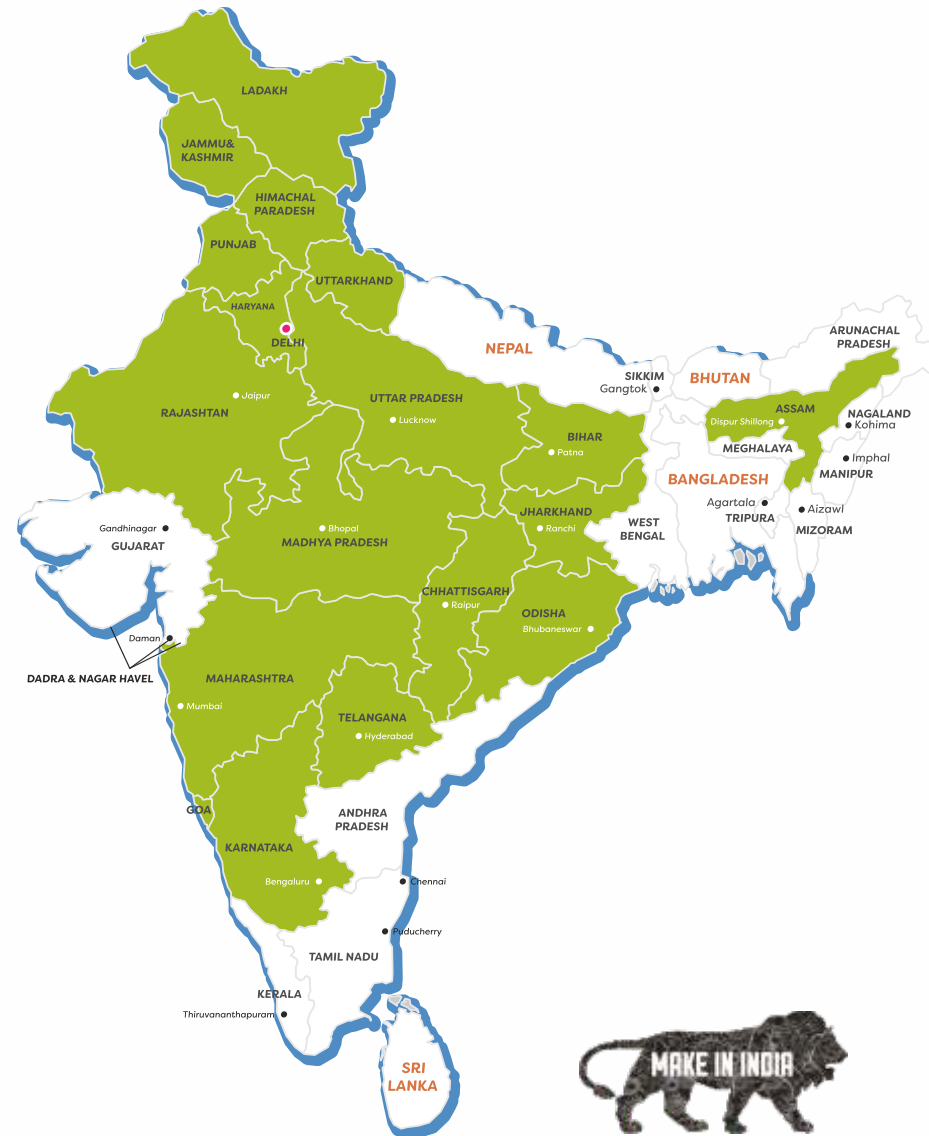 LADAKH
JAMMU&
KASHMIR
HIMACHAL
PARADESH
PUNJAB
UTTARKHAND
HARYANA
DELHI
NEPAL
ARUNACHAL
PRADESH
SIKKIM
Gangtok
BHUTAN
Jaipur
RAJASHTAN
UTTAR PRADESH
Lucknow
ASSAM
Dispur Shillong
NAGALAND
Kohima
BIHAR
Patna
MEGHALAYA
Imphal
MANIPUR
BANGLADESH
Agartala
TRIPURA
Aizawl
MIZORAM
JHARKHAND
Ranchi
WEST
BENGAL
Gandhinagar
GUJARAT
Bhopal
MADHYA PRADESH
CHHATTISGARH
Raipur
ODISHA
Bhubaneswar
Daman
DADRA & NAGAR HAVEL
MAHARASHTRA
Mumbai
TELANGANA
Hyderabad
GOA
ANDHRA
PRADESH
KARNATAKA
Bengaluru
Chennai
Puducherry
TAMIL NADU
KERALA
Thiruvananthapuram
SRI
LANKA
MAKE IN INDIA